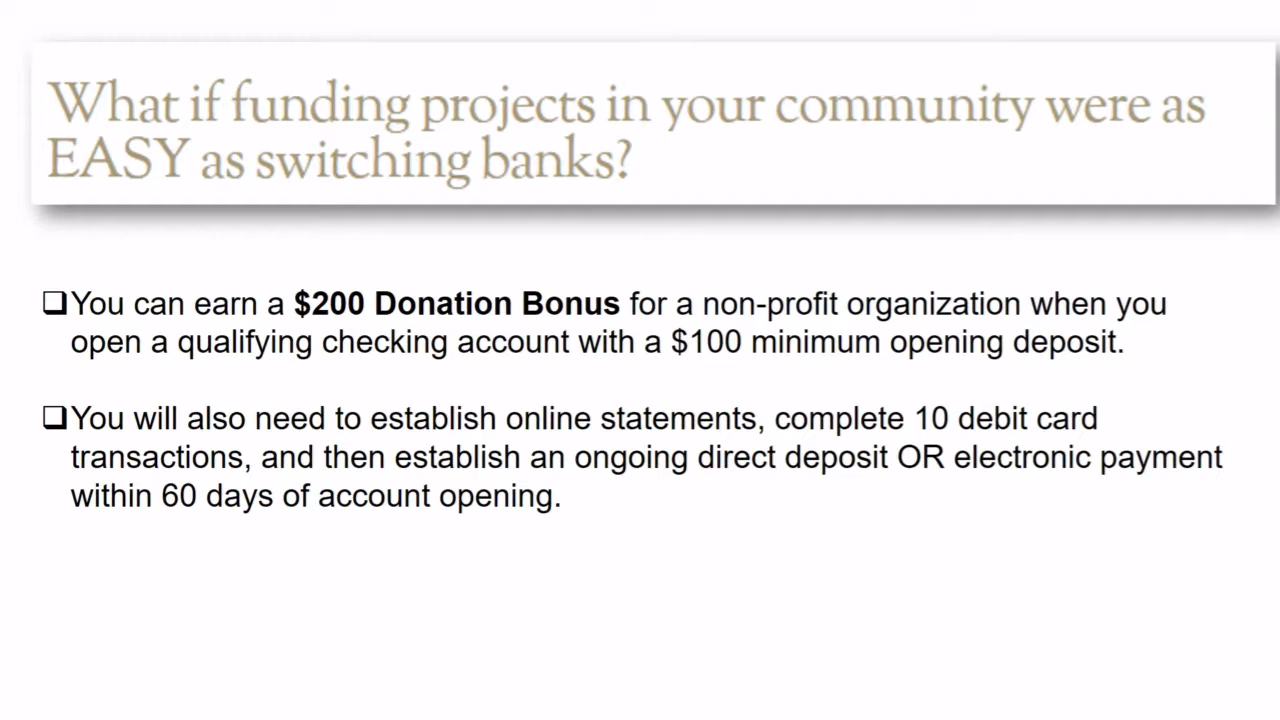 What if funding projects in your community were as
EASY as switching banks?
❑You can earn a $200 Donation Bonus for a non-profit organization when you
open a qualifying checking account with a $100 minimum opening deposit.
❑You will also need to establish online statements, complete 10 debit card
transactions, and then establish an ongoing direct deposit OR electronic payment
within 60 days of account opening.